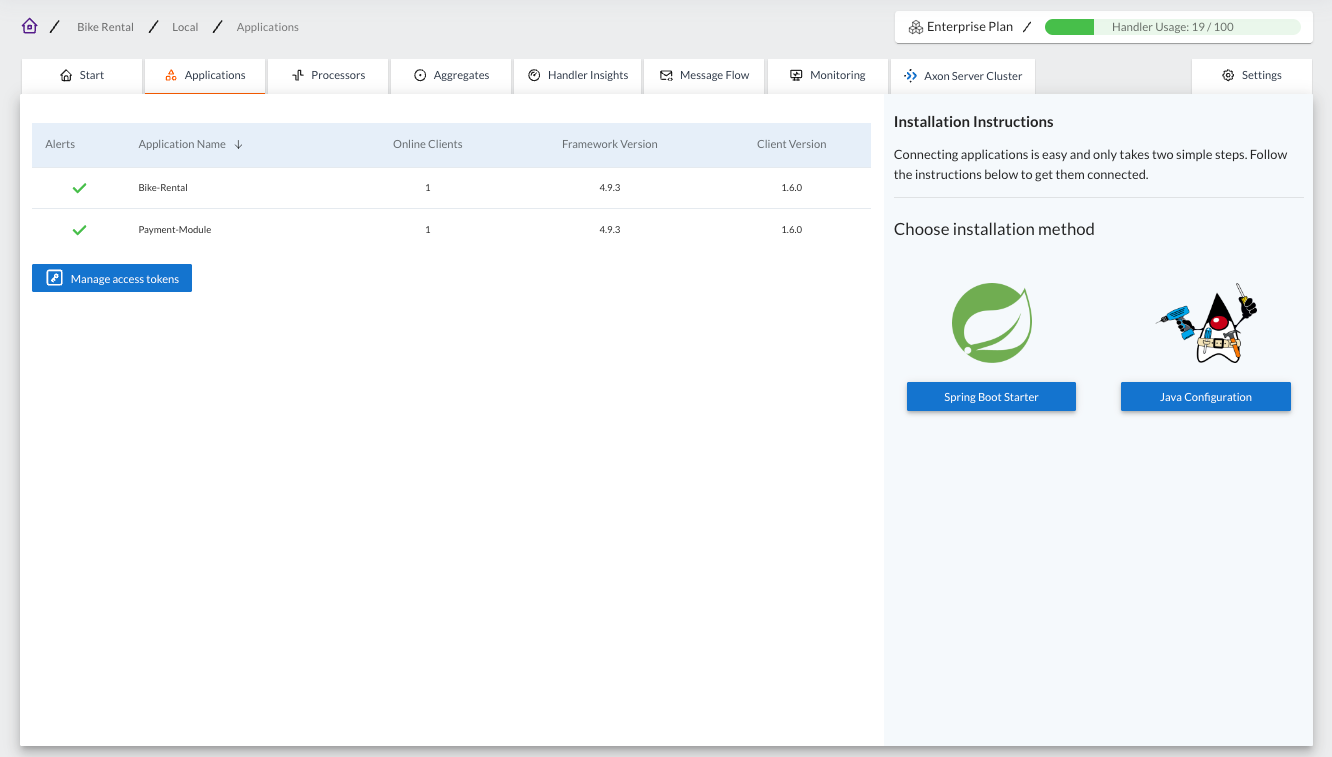 Bike Rental / Local / Applications
Enterprise Plan / Handler Usage: 19 / 100
Start Applications Processors Aggregates Handler Insights Message Flow Monitoring Axon Server Cluster Settings
Alerts Application Name ↓ Online Clients Framework Version Client Version
Bike-Rental 1 4.9.3 1.6.0
Payment-Module 1 4.9.3 1.6.0
Manage access tokens
Installation Instructions
Connecting applications is easy and only takes two simple steps. Follow
the instructions below to get them connected.
Choose installation method
Spring Boot Starter
Java Configuration